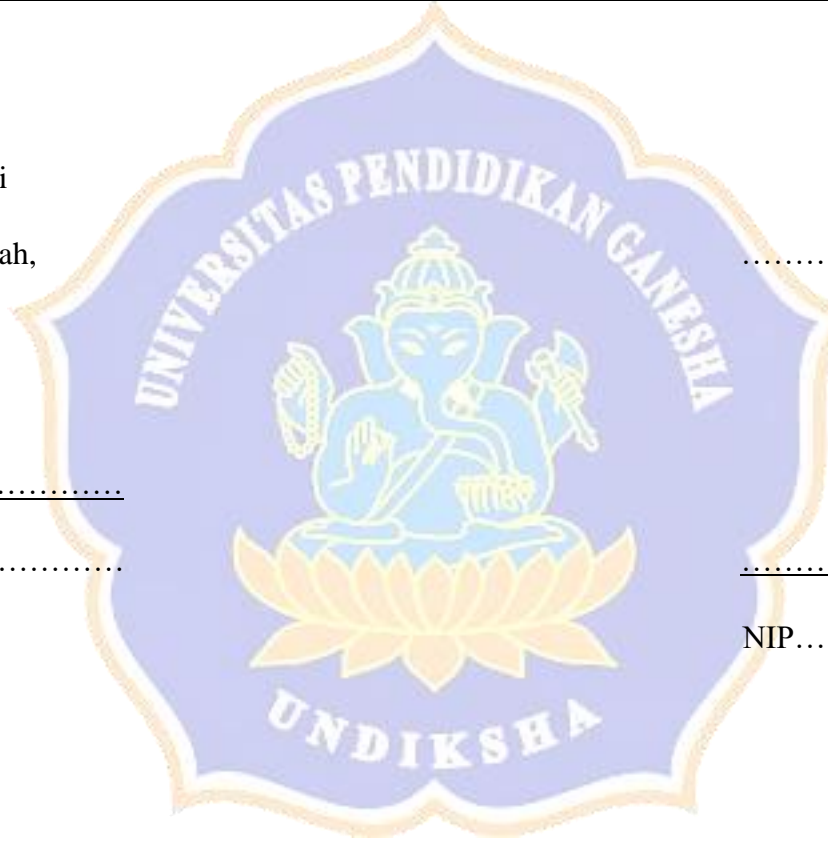 i
ah,
………
UNIVERSITAS PENDIDIKAN GANESHA
…………
…………
………
NIP…
UNDIKSHA